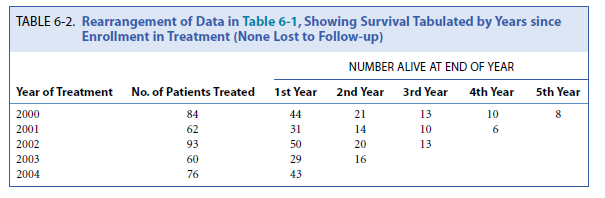 TABLE 6-2. Rearrangement of Data in Table 6-1, Showing Survival Tabulated by Years since
Enrollment in Treatment (None Lost to Follow-up)
NUMBER ALIVE AT END OF YEAR
Year of Treatment No. of Patients Treated 1st Year 2nd Year 3rd Year 4th Year 5th Year
2000 84 44 21 13 10 8
2001 62 31 14 10 6
2002 93 50 20 13
2003 60 29 16
2004 76 43